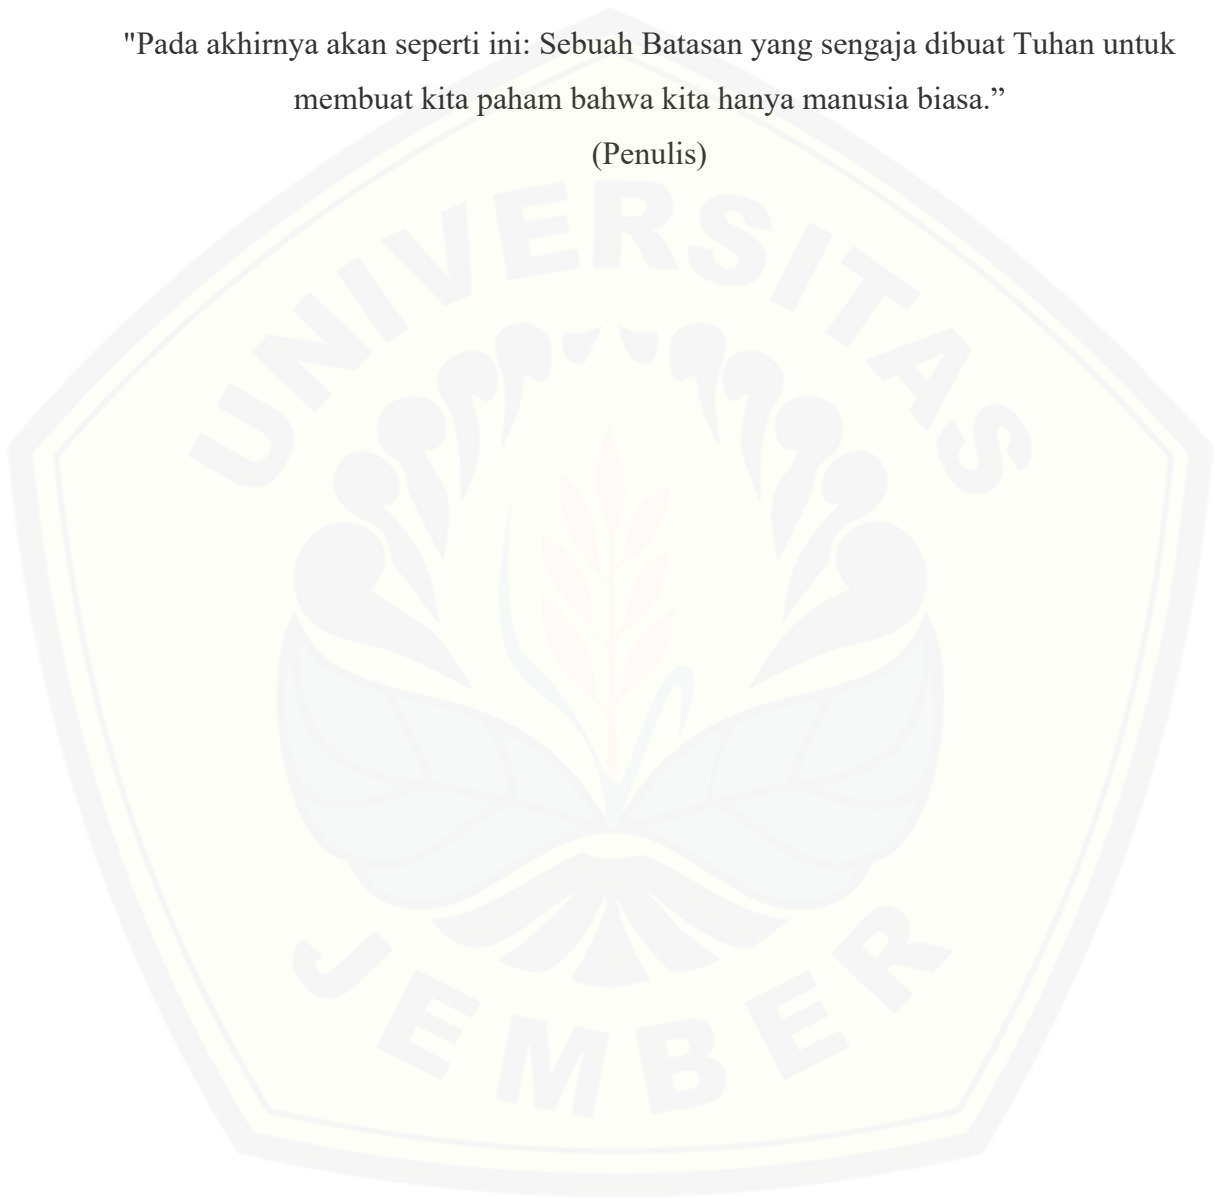 "Pada akhirnya akan seperti ini: Sebuah Batasan yang sengaja dibuat Tuhan untuk
membuat kita paham bahwa kita hanya manusia biasa.”
(Penulis)
UNIVERSITAS
JEMBER